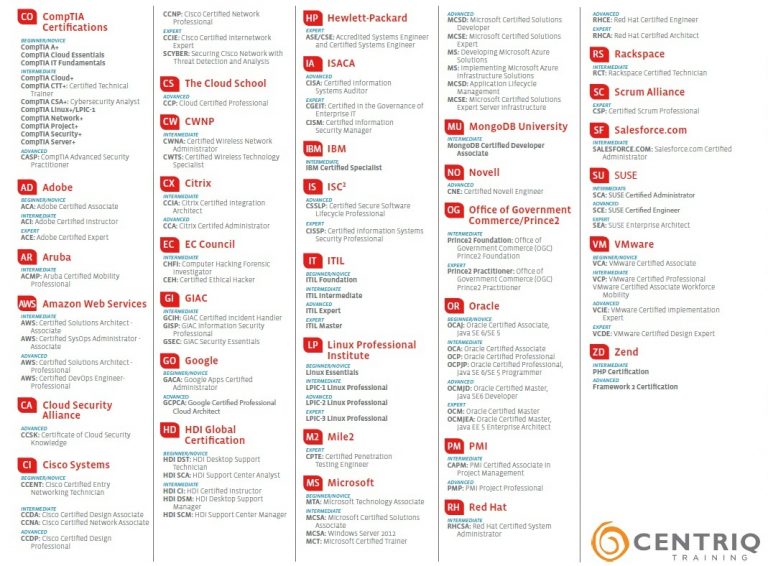 CO CompTIA
Certifications
BEGINNER/NOVICE
CompTIA A+
CompTIA Cloud Essentials
CompTIA IT Fundamentals
INTERMEDIATE
CompTIA Cloud+
CompTIA CTT+: Certified Technical
Trainer
CompTIA CSA+: Cybersecurity Analyst
CompTIA Linux+/LPIC-1
CompTIA Network+
CompTIA Project+
CompTIA Security+
CompTIA Server+
ADVANCED
CASP: CompTIA Advanced Security
Practitioner
AD Adobe
BEGINNER/NOVICE
ACA: Adobe Certified Associate
INTERMEDIATE
ACI: Adobe Certified Instructor
EXPERT
ACE: Adobe Certified Expert
AR Aruba
INTERMEDIATE
ACMP: Aruba Certified Mobility
Professional
AWS Amazon Web Services
INTERMEDIATE
AWS: Certified Solutions Architect -
Associate
AWS: Certified SysOps Administrator -
Associate
ADVANCED
AWS: Certified Solutions Architect -
Professional
AWS: Certified DevOps Engineer-
Professional
CA Cloud Security
Alliance
ADVANCED
CCSK: Certificate of Cloud Security
Knowledge
CI Cisco Systems
BEGINNER/NOVICE
CCENT: Cisco Certified Entry
Networking Technician
INTERMEDIATE
CCDA: Cisco Certified Design Associate
CCNA: Cisco Certified Network Associate
ADVANCED
CCDP: Cisco Certified Design
Professional
CCNP: Cisco Certified Network
Professional
EXPERT
CCIE: Cisco Certified Internetwork
Expert
SCYBER: Securing Cisco Network with
Threat Detection and Analysis
CS The Cloud School
ADVANCED
CCP: Cloud Certified Professional
CW CWNP
INTERMEDIATE
CWNA: Certified Wireless Network
Administrator
CWTS: Certified Wireless Technology
Specialist
CX Citrix
INTERMEDIATE
CCIA: Citrix Certified Integration
Architect
ADVANCED
CCA: Citrix Certified Administrator
EC EC Council
INTERMEDIATE
CHFI: Computer Hacking Forensic
Investigator
CEH: Certified Ethical Hacker
GI GIAC
INTERMEDIATE
GCIH: GIAC Certified Incident Handler
GISP: GIAC Information Security
Professional
GSEC: GIAC Security Essentials
GO Google
BEGINNER/NOVICE
GACA: Google Apps Certified
Administrator
ADVANCED
GCPCA: Google Certified Professional
Cloud Architect
HD HDI Global
Certification
BEGINNER/NOVICE
HDI DST: HDI Desktop Support
Technician
HDI SCA: HDI Support Center Analyst
INTERMEDIATE
HDI CI: HDI Certified Instructor
HDI DSM: HDI Desktop Support
Manager
HDI SCM: HDI Support Center Manager
HP Hewlett-Packard
EXPERT
ASE/CSE: Accredited Systems Engineer
and Certified Systems Engineer
IA ISACA
ADVANCED
CISA: Certified Information
Systems Auditor
EXPERT
CGEIT: Certified in the Governance of
Enterprise IT
CISM: Certified Information
Security Manager
IBM IBM
INTERMEDIATE
IBM Certified Specialist
IS ISC²
ADVANCED
CSSLP: Certified Secure Software
Lifecycle Professional
EXPERT
CISSP: Certified Information Systems
Security Professional
IT ITIL
BEGINNER/NOVICE
ITIL Foundation
INTERMEDIATE
ITIL Intermediate
ADVANCED
ITIL Expert
EXPERT
ITIL Master
LP Linux Professional
Institute
BEGINNER/NOVICE
Linux Essentials
INTERMEDIATE
LPIC-1 Linux Professional
ADVANCED
LPIC-2 Linux Professional
EXPERT
LPIC-3 Linux Professional
M2 Mile2
EXPERT
CPTE: Certified Penetration
Testing Engineer
MS Microsoft
BEGINNER/NOVICE
MTA: Microsoft Technology Associate
INTERMEDIATE
MCSA: Microsoft Certified Solutions
Associate
MCSA: Windows Server 2012
MCT: Microsoft Certified Trainer
ADVANCED
MCSD: Microsoft Certified Solutions
Developer
MCSE: Microsoft Certified Solutions
Expert
MS: Developing Microsoft Azure
Solutions
MS: Implementing Microsoft Azure
Infrastructure Solutions
MCSD: Application Lifecycle
Management
MCSE: Microsoft Certified Solutions
Expert Server Infrastructure
MU MongoDB University
INTERMEDIATE
MongoDB Certified Developer
Associate
NO Novell
ADVANCED
CNE: Certified Novell Engineer
OG Office of Government
Commerce/Prince2
INTERMEDIATE
Prince2 Foundation: Office of
Government Commerce (OGC)
Prince2 Foundation
EXPERT
Prince2 Practitioner: Office of
Government Commerce (OGC)
Prince2 Practitioner
OR Oracle
BEGINNER/NOVICE
OCAJ: Oracle Certified Associate,
Java SE 6/SE 5
INTERMEDIATE
OCA: Oracle Certified Associate
OCP: Oracle Certified Professional
OCPJP: Oracle Certified Professional,
Java SE 6/SE 5 Programmer
ADVANCED
OCMJD: Oracle Certified Master,
Java SE6 Developer
EXPERT
OCM: Oracle Certified Master
OCMJEA: Oracle Certified Master,
Java EE 5 Enterprise Architect
PM PMI
INTERMEDIATE
CAPM: PMI Certified Associate in
Project Management
ADVANCED
PMP: PMI Project Professional
RH Red Hat
INTERMEDIATE
RHCSA: Red Hat Certified System
Administrator
ADVANCED
RHCE: Red Hat Certified Engineer
EXPERT
RHCA: Red Hat Certified Architect
RS Rackspace
INTERMEDIATE
RCT: Rackspace Certified Technician
SC Scrum Alliance
EXPERT
CSP: Certified Scrum Professional
SF Salesforce.com
INTERMEDIATE
SALESFORCE.COM: Salesforce.com Certified
Administrator
SU SUSE
INTERMEDIATE
SCA: SUSE Certified Administrator
ADVANCED
SCE: SUSE Certified Engineer
EXPERT
SEA: SUSE Enterprise Architect
VM VMware
BEGINNER/NOVICE
VCA: VMware Certified Associate
INTERMEDIATE
VCP: VMware Certified Professional
VMware Certified Associate Workforce
Mobility
ADVANCED
VCIE: VMware Certified Implementation
Expert
EXPERT
VCDE: VMware Certified Design Expert
ZD Zend
INTERMEDIATE
PHP Certification
ADVANCED
Framework 2 Certification
CENTRIQ
TRAINING